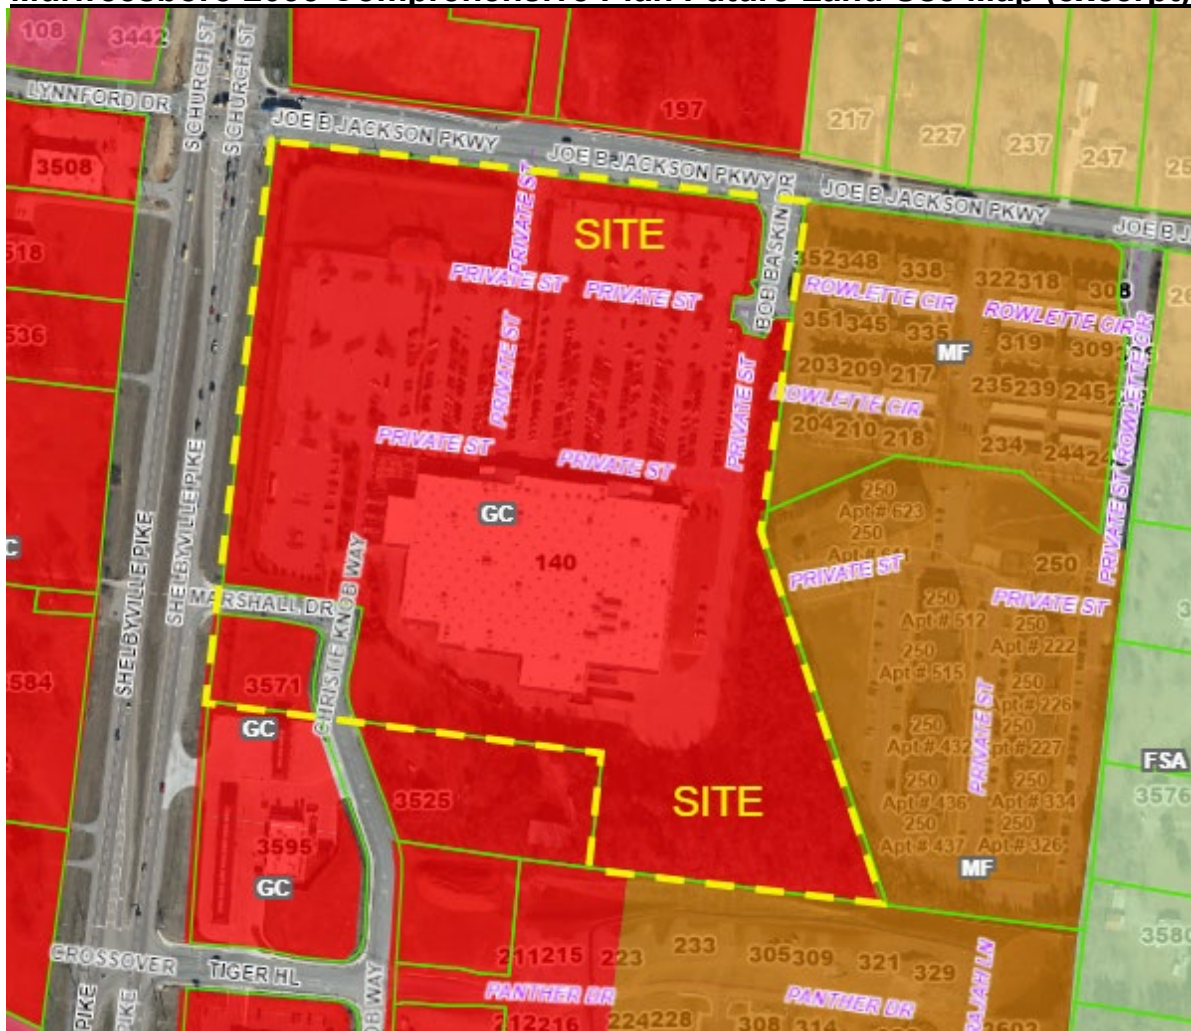 Murfreesboro 2035 Comprehensive Plan Future Land Use Map (excerpt)
108
3442
S CHURCH ST
S CHURCH ST
LYNNFORD DR
JOE B JACKSON PKWY
JOE B JACKSON PKWY
JOE B JACKSON PKWY
JOE B J
197
217
227
237
247
25
3508
518
536
SITE
PRIVATE ST
PRIVATE ST
PRIVATE ST
PRIVATE ST
PRIVATE ST
BOB BASKIN DR
352 348
338
322 318
308
ROWLETTE CIR
ROWLETTE CIR
351 345
335
319
309
MF
203 209 217
235 239 245
ROWLETTE CIR
204 210 218
234
244
24
ROWLETTE CIR
PRIVATE ST
PRIVATE ST
PRIVATE ST
GC
140
250
Apt # 623
250
250
PRIVATE ST
PRIVATE ST
250
Apt # 512
250
Apt # 222
250
Apt # 515
250
Apt # 226
250
Apt # 432
250
Apt # 227
PRIVATE ST
250
Apt # 436
250
Apt # 334
250
Apt # 437
250
Apt # 326
MF
SHELBYVILLE PIKE
SHELBYVILLE PIKE
MARSHALL DR
CHRISTIE KNOB WAY
3571
GC
584
3525
SITE
3595
GC
FSA
3576
3580
CROSSOVER
TIGER HL
OB WAY
211 215
223
233
305 309
321
329
PANTHER DR
PANTHER DR
RAJAH LN
212 216
224 228
308 314
PIKE
PIKE